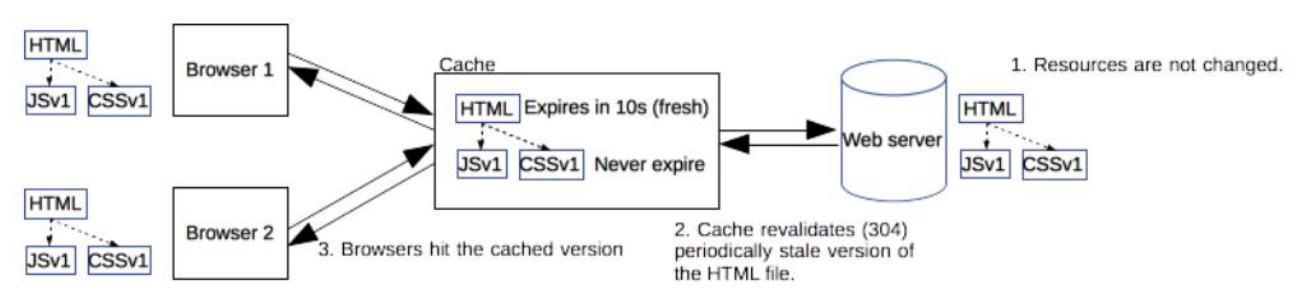 HTML
JSv1 CSSv1
Browser 1
Cache
HTML Expires in 10s (fresh)
JSv1 CSSv1 Never expire
Web server
1. Resources are not changed.
HTML
JSv1 CSSv1
HTML
JSv1 CSSv1
Browser 2
3. Browsers hit the cached version
2. Cache revalidates (304)
periodically stale version of
the HTML file.